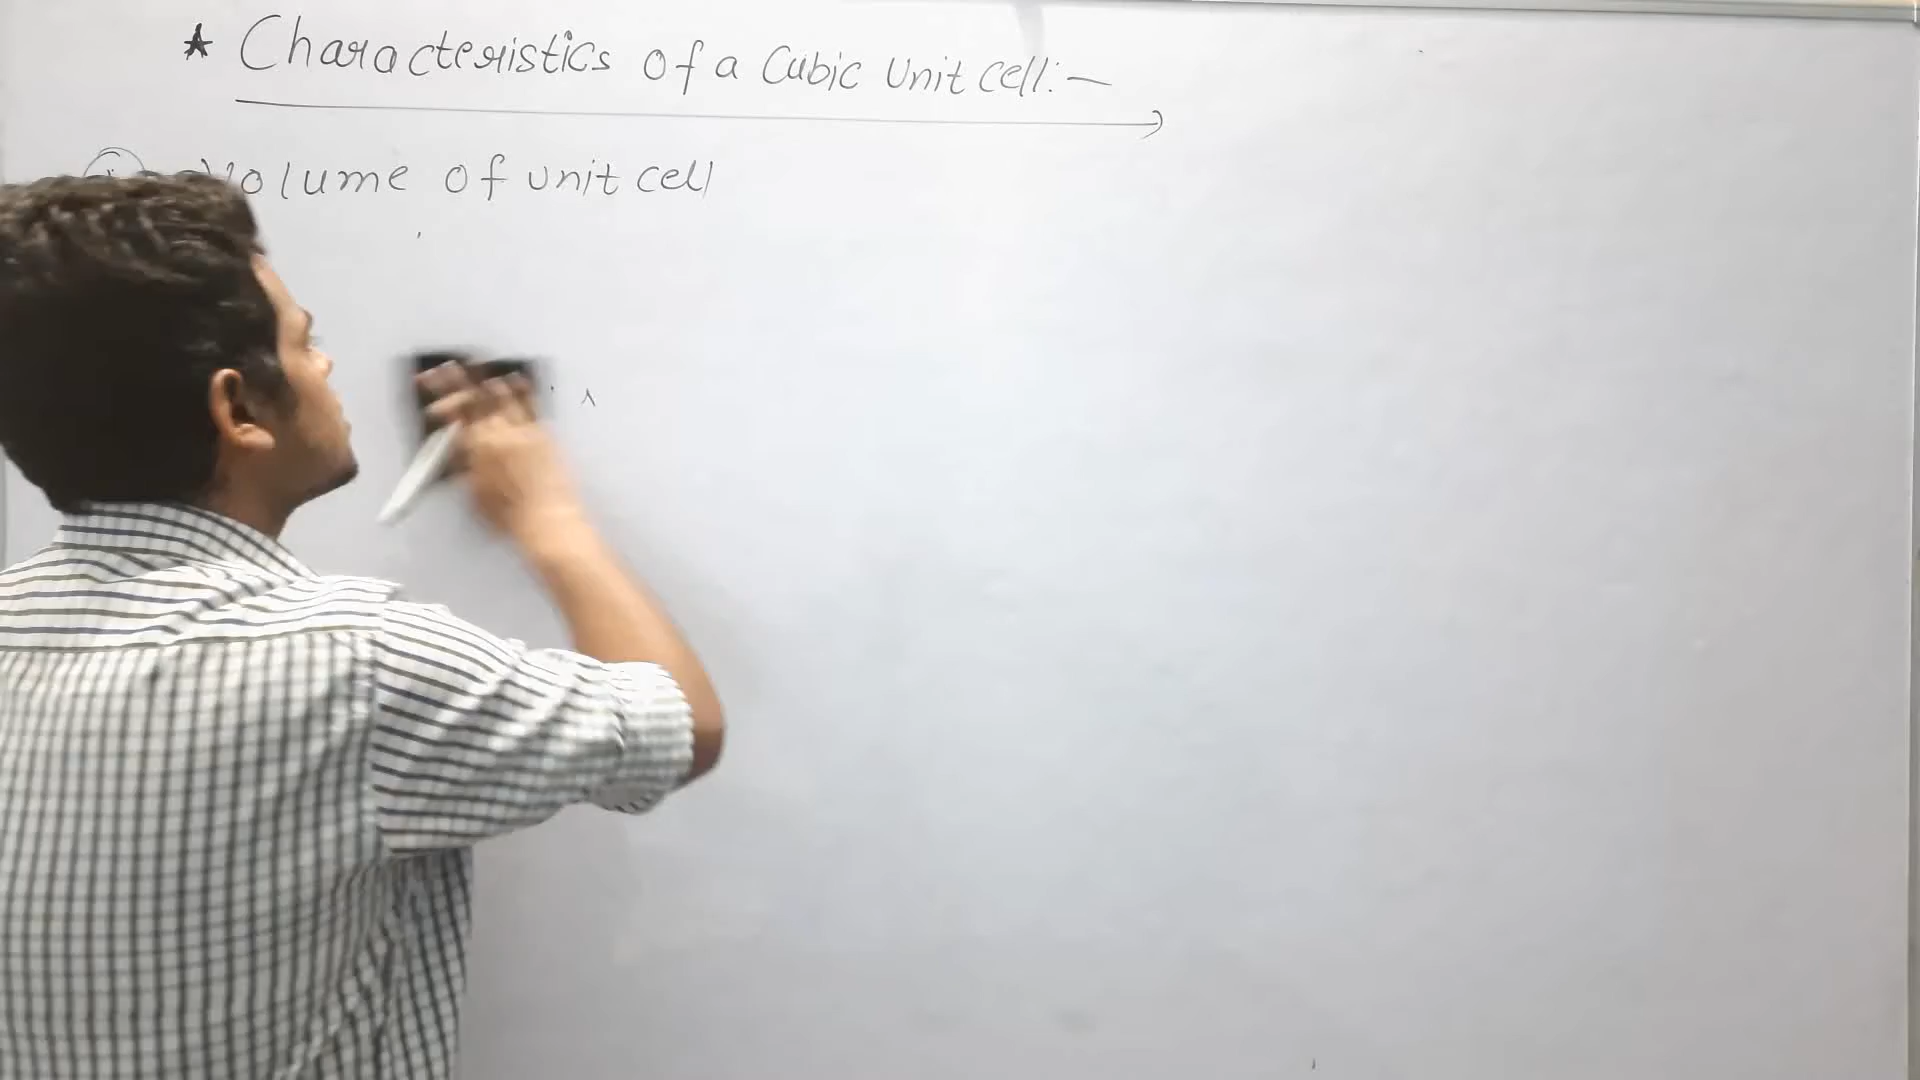 ★ Characteristics of a Cubic Unit cell:-
Volume of unit cell